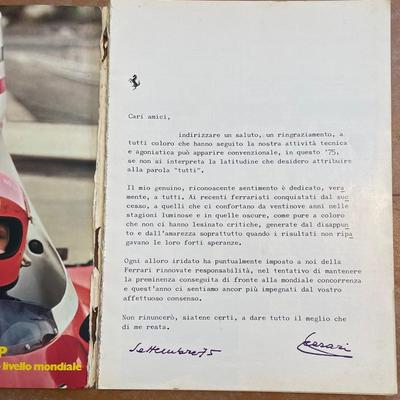 Cari amici,
indirizzare un saluto, un ringraziamento, a
tutti coloro che hanno seguito la nostra attività tecnica
e agonistica può apparire convenzionale, in questo '75,
se non si interpreta la latitudine che desidero attribuire
alla parola "tutti".
Il mio genuino, riconoscente sentimento è dedicato, vera
mente, a tutti. Ai recenti ferraristi conquistati dal suc
cesso, a quelli che ci confortano da ventinove anni nelle
stagioni luminose e in quelle oscure, come pure a coloro
che non ci hanno lesinato critiche, generate dal disappun
to e dall'amarezza soprattutto quando i risultati non ripa
gavano le loro forti speranze.
Ogni alloro iridato ha puntualmente imposto a noi della
Ferrari rinnovate responsabilità, nel tentativo di mantenere
la preminenza conseguita di fronte alla mondiale concorrenza
e quest'anno ci sentiamo ancor più impegnati dal vostro
affettuoso consenso.
Non rinuncerò, siatene certi, a dare tutto il meglio che
di me resta.
Settembre 75
Ferrari
P
livello mondiale